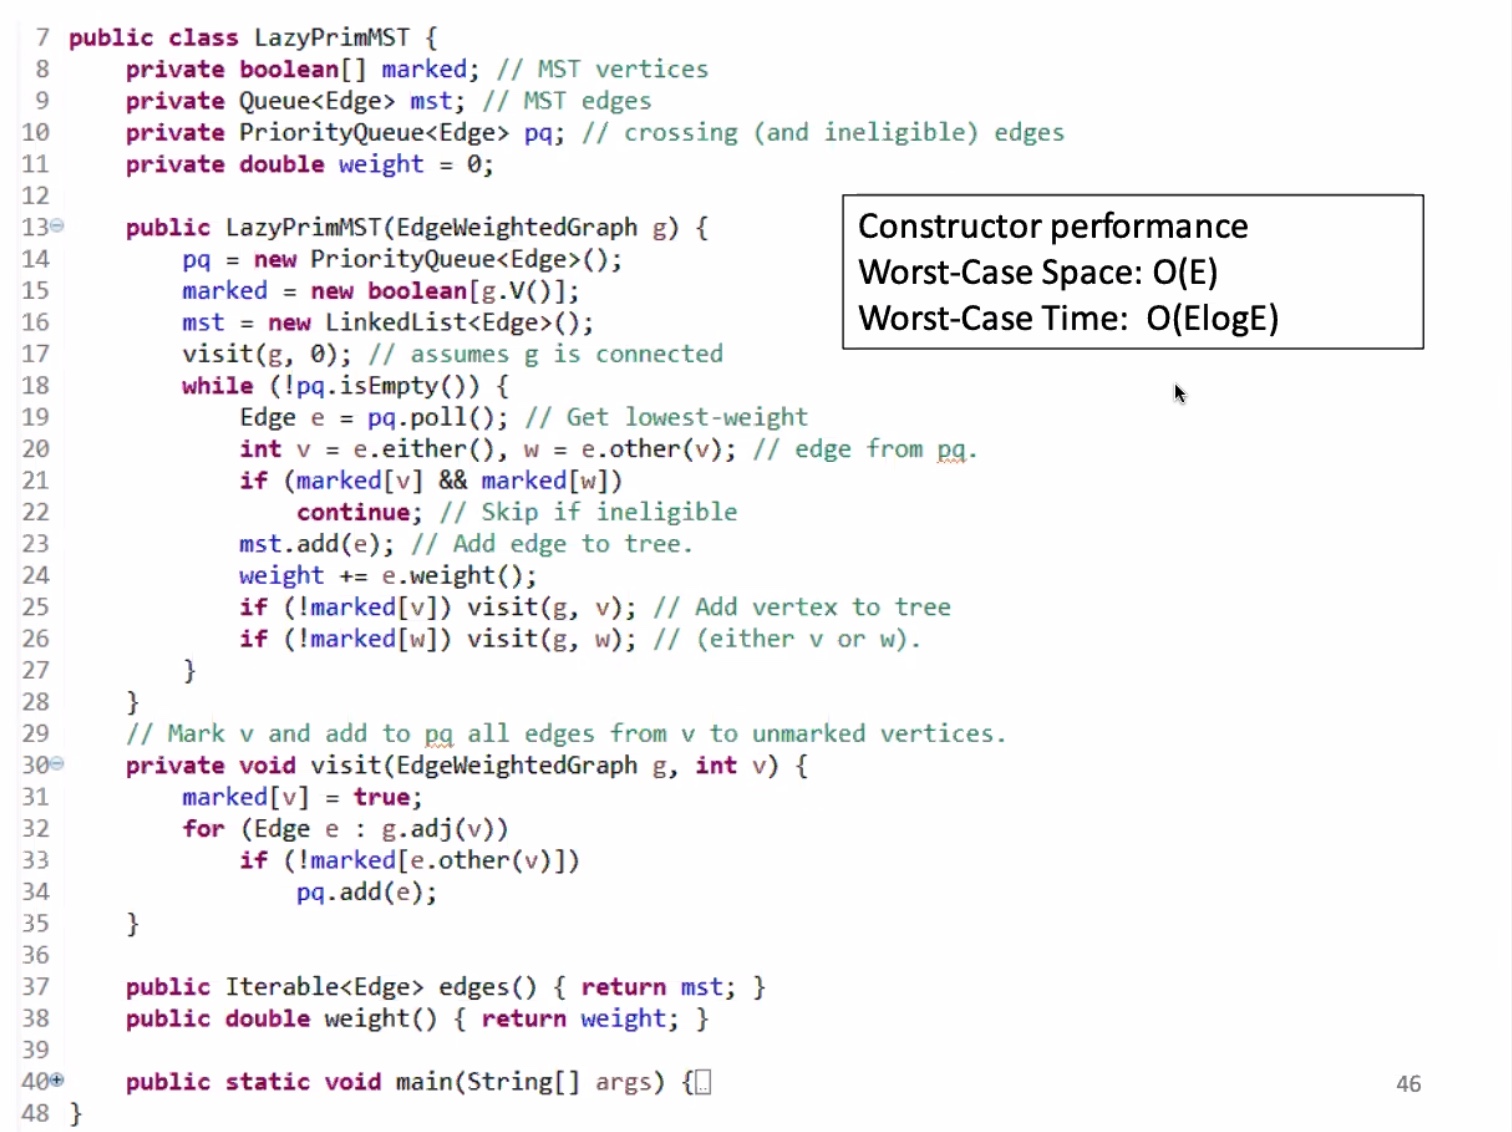 7 public class LazyPrimMST {
8     private boolean[] marked; // MST vertices
9     private Queue<Edge> mst; // MST edges
10     private PriorityQueue<Edge> pq; // crossing (and ineligible) edges
11     private double weight = 0;
12
13     public LazyPrimMST(EdgeWeightedGraph g) {
14         pq = new PriorityQueue<Edge>();
15         marked = new boolean[g.V()];
16         mst = new LinkedList<Edge>();
17         visit(g, 0); // assumes g is connected
18         while (!pq.isEmpty()) {
19             Edge e = pq.poll(); // Get lowest-weight
20             int v = e.either(), w = e.other(v); // edge from pq.
21             if (marked[v] && marked[w])
22                 continue; // Skip if ineligible
23             mst.add(e); // Add edge to tree.
24             weight += e.weight();
25             if (!marked[v]) visit(g, v); // Add vertex to tree
26             if (!marked[w]) visit(g, w); // (either v or w).
27         }
28     }
29     // Mark v and add to pq all edges from v to unmarked vertices.
30     private void visit(EdgeWeightedGraph g, int v) {
31         marked[v] = true;
32         for (Edge e : g.adj(v))
33             if (!marked[e.other(v)])
34                 pq.add(e);
35     }
36
37     public Iterable<Edge> edges() { return mst; }
38     public double weight() { return weight; }
39
40     public static void main(String[] args) {
48 }
Constructor performance
Worst-Case Space: O(E)
Worst-Case Time: O(ElogE)
46